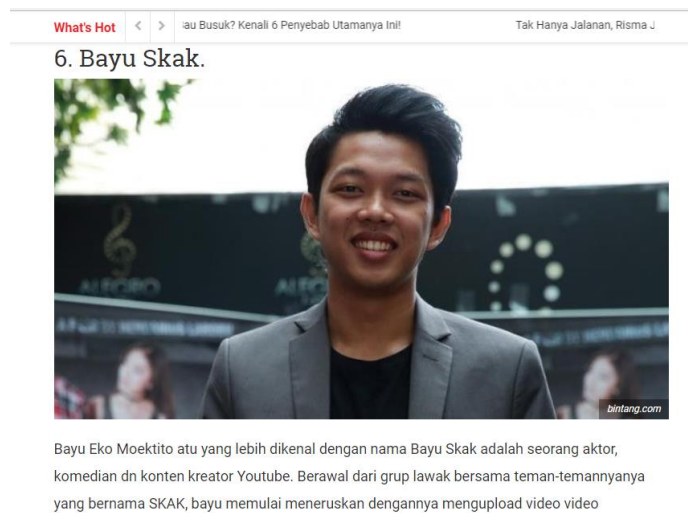 What's Hot
au Busuk? Kenali 6 Penyebab Utamanya Ini!
Tak Hanya Jalanan, Risma J
6. Bayu Skak.
ALEGRO
bintang.com
Bayu Eko Moektito atu yang lebih dikenal dengan nama Bayu Skak adalah seorang aktor,
komedian dn konten kreator Youtube. Berawal dari grup lawak bersama teman-temannyanya
yang bernama SKAK, bayu memulai meneruskan dengannya mengupload video video